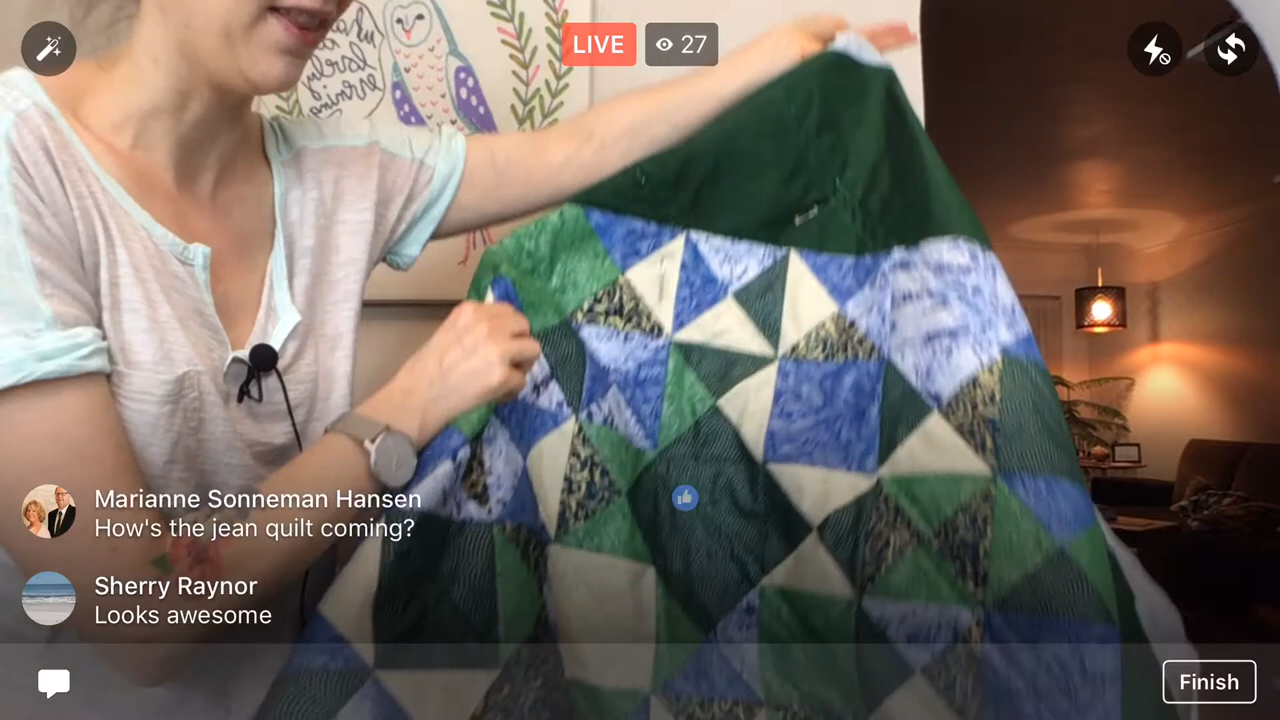 LIVE
27
Marianne Sonneman Hansen
How's the jean quilt coming?
Sherry Raynor
Looks awesome
Finish